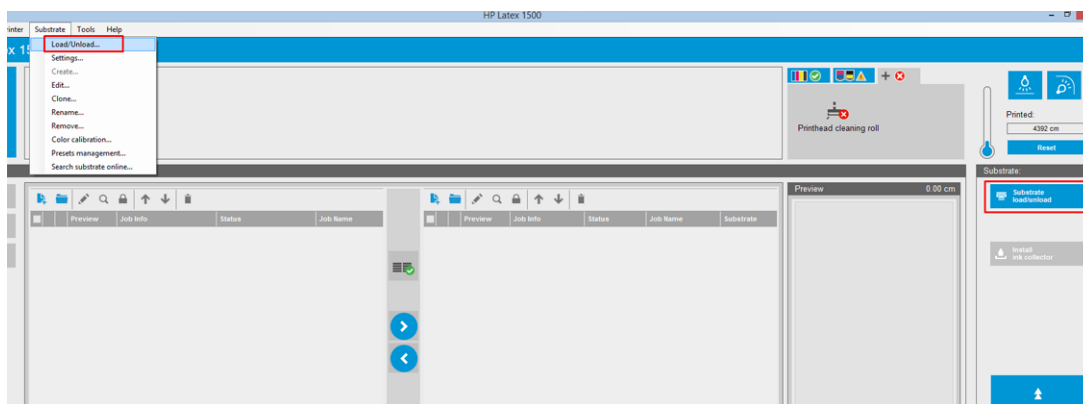 HP Latex 1500
Printer Substrate Tools Help
x 1
Load/Unload...
Settings...
Create...
Edit...
Clone...
Rename...
Remove...
Color calibration...
Presets management...
Search substrate online...
Printhead cleaning roll
Printed:
4392 cm
Reset
Substrate:
Substrate
load/unload
Install
ink collector
Preview Job Info Status Job Name
Preview Job Info Status Job Name Substrate
Preview 0.00 cm